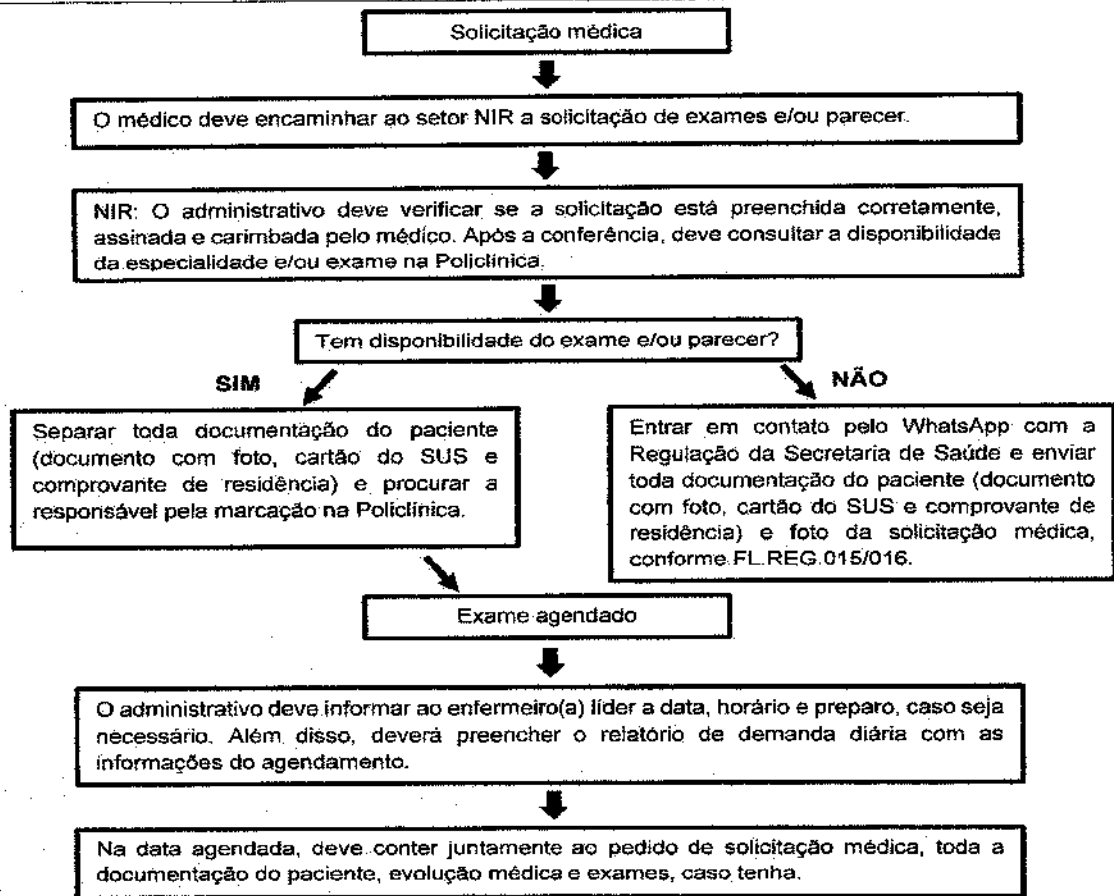 Solicitação médica
O médico deve encaminhar ao setor NIR a solicitação de exames e/ou parecer.
NIR: O administrativo deve verificar se a solicitação está preenchida corretamente,
assinada e carimbada pelo médico. Após a conferência, deve consultar a disponibilidade
da especialidade e/ou exame na Policlínica.
Tem disponibilidade do exame e/ou parecer?
SIM
NÃO
Separar toda documentação do paciente
(documento com foto, cartão do SUS e
comprovante de residência) e procurar a
responsável pela marcação na Policlínica.
Entrar em contato pelo WhatsApp com a
Regulação da Secretaria de Saúde e enviar
toda documentação do paciente (documento
com foto, cartão do SUS e comprovante de
residência) e foto da solicitação médica,
conforme FL.REG.015/016.
Exame agendado
O administrativo deve informar ao enfermeiro(a) líder a data, horário e preparo, caso seja
necessário. Além disso, deverá preencher o relatório de demanda diária com as
informações do agendamento.
Na data agendada, deve conter juntamente ao pedido de solicitação médica, toda a
documentação do paciente, evolução médica e exames, caso tenha.